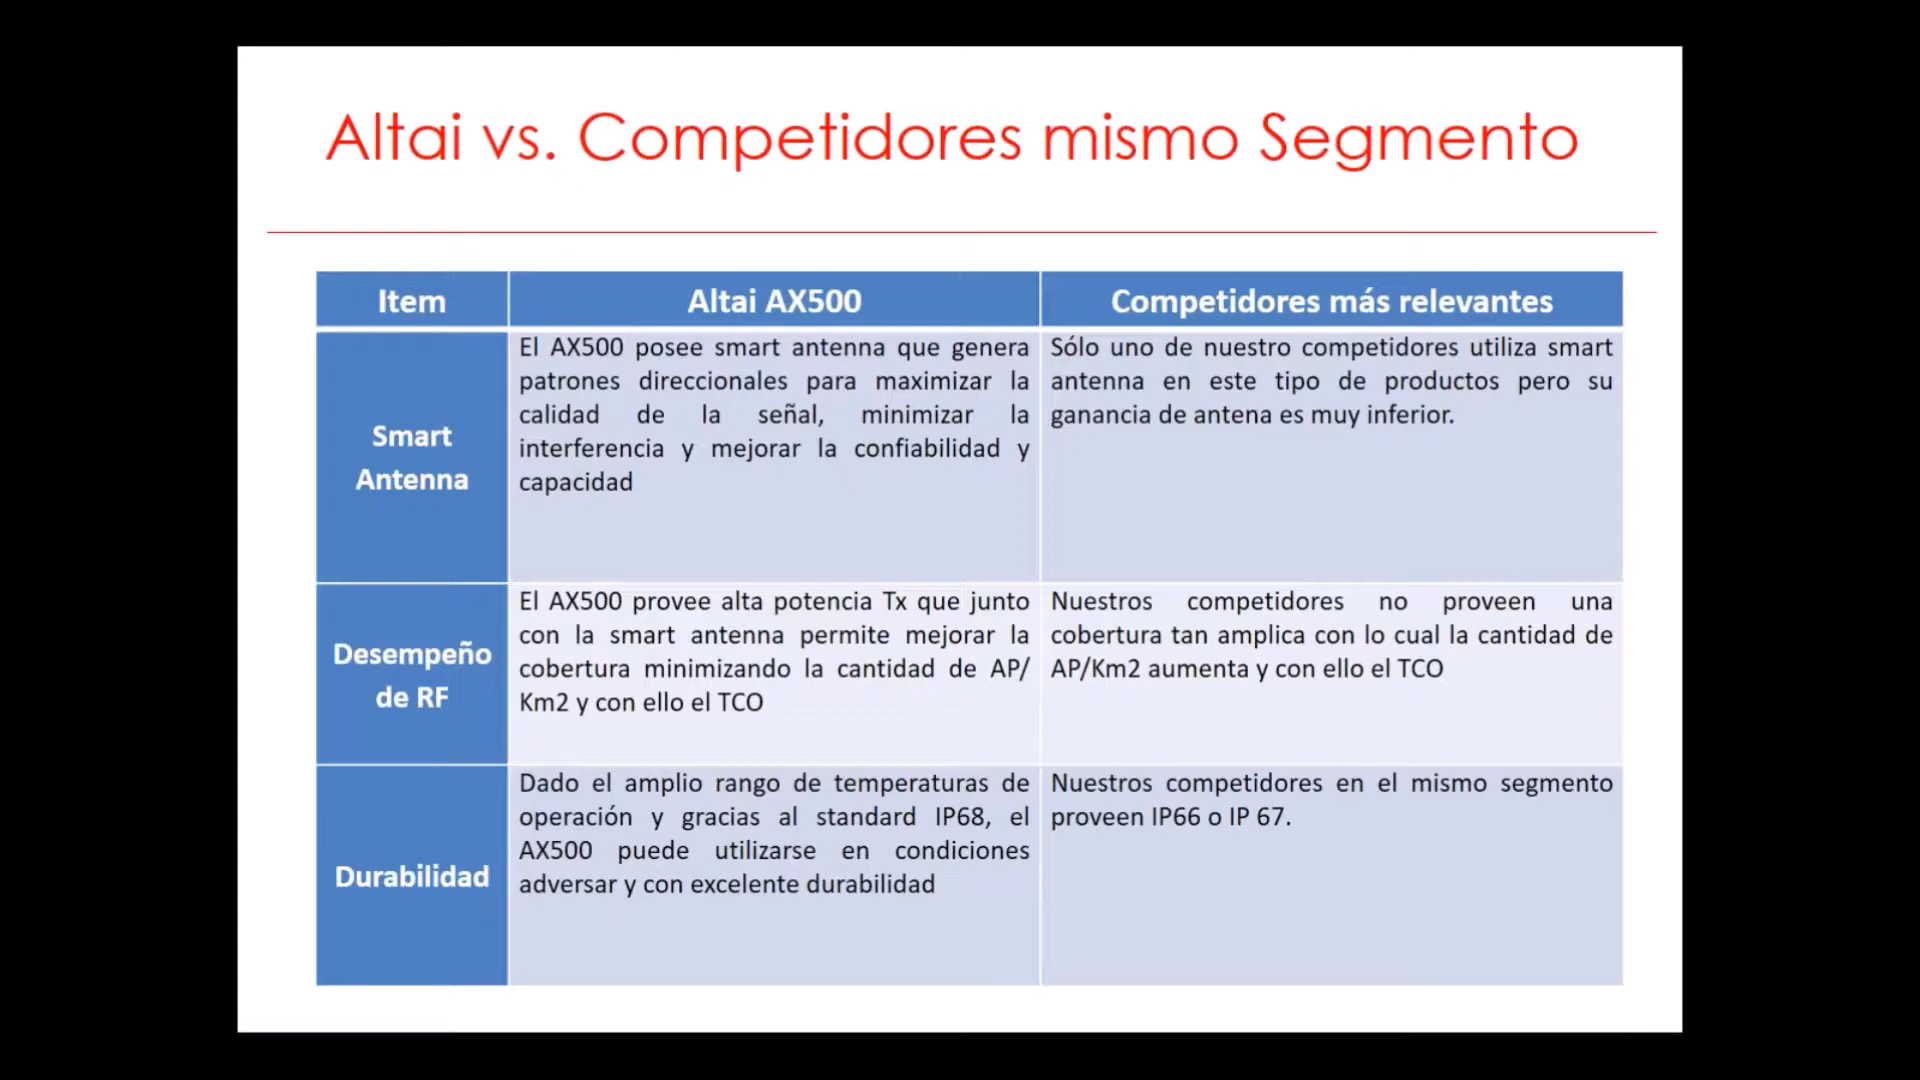 Altai vs. Competidores mismo Segmento
Item
Altai AX500
Competidores más relevantes
Smart
Antenna
El AX500 posee smart antenna que genera
patrones direccionales para maximizar la
calidad de la señal, minimizar la
interferencia y mejorar la confiabilidad y
capacidad
Sólo uno de nuestro competidores utiliza smart
antenna en este tipo de productos pero su
ganancia de antena es muy inferior.
Desempeño
de RF
El AX500 provee alta potencia Tx que junto
con la smart antenna permite mejorar la
cobertura minimizando la cantidad de AP/
Km2 y con ello el TCO
Nuestros competidores no proveen una
cobertura tan amplica con lo cual la cantidad de
AP/Km2 aumenta y con ello el TCO
Durabilidad
Dado el amplio rango de temperaturas de
operación y gracias al standard IP68, el
AX500 puede utilizarse en condiciones
adversar y con excelente durabilidad
Nuestros competidores en el mismo segmento
proveen IP66 o IP 67.